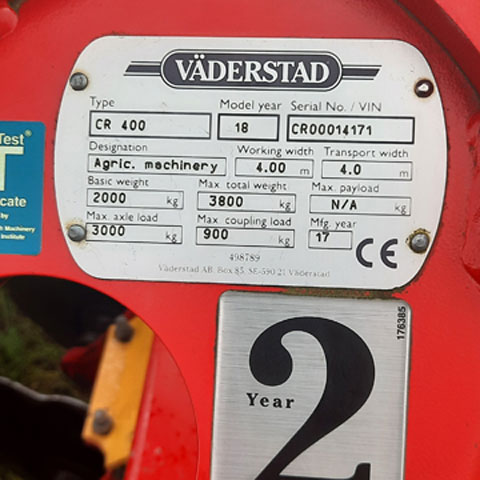 VÄDERSTAD
Type Model year Serial No. / VIN
CR 400 18 CR00014171
Designation Working width Transport width
Agric. machinery 4.00 m 4.0 m
Basic weight Max. total weight Max. payload
2000 kg 3800 kg N/A kg
Max. axle load Max. coupling load Mfg. year
3000 kg 900 kg 17 CE
498789
Väderstad AB, Box 85, SE-590 21 Väderstad
Test®
T
icate
by
Machinery
Institute
176385
2
Year